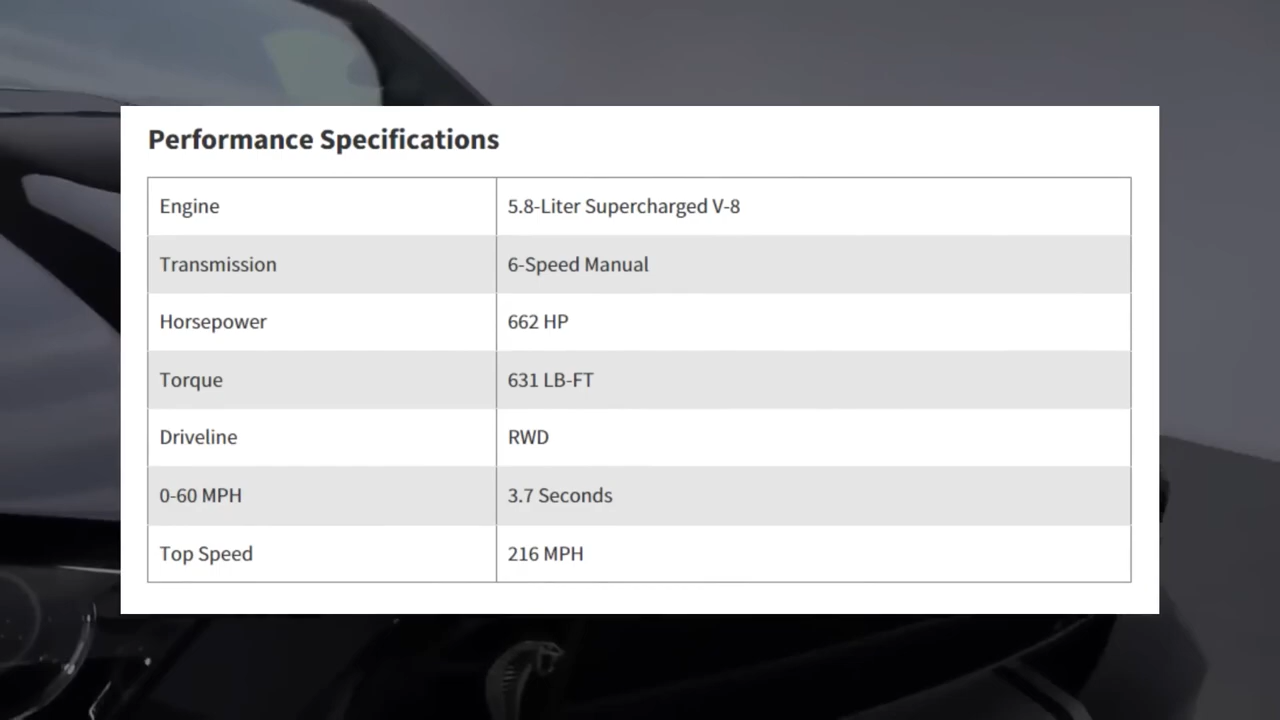 Performance Specifications
Engine 5.8-Liter Supercharged V-8
Transmission 6-Speed Manual
Horsepower 662 HP
Torque 631 LB-FT
Driveline RWD
0-60 MPH 3.7 Seconds
Top Speed 216 MPH